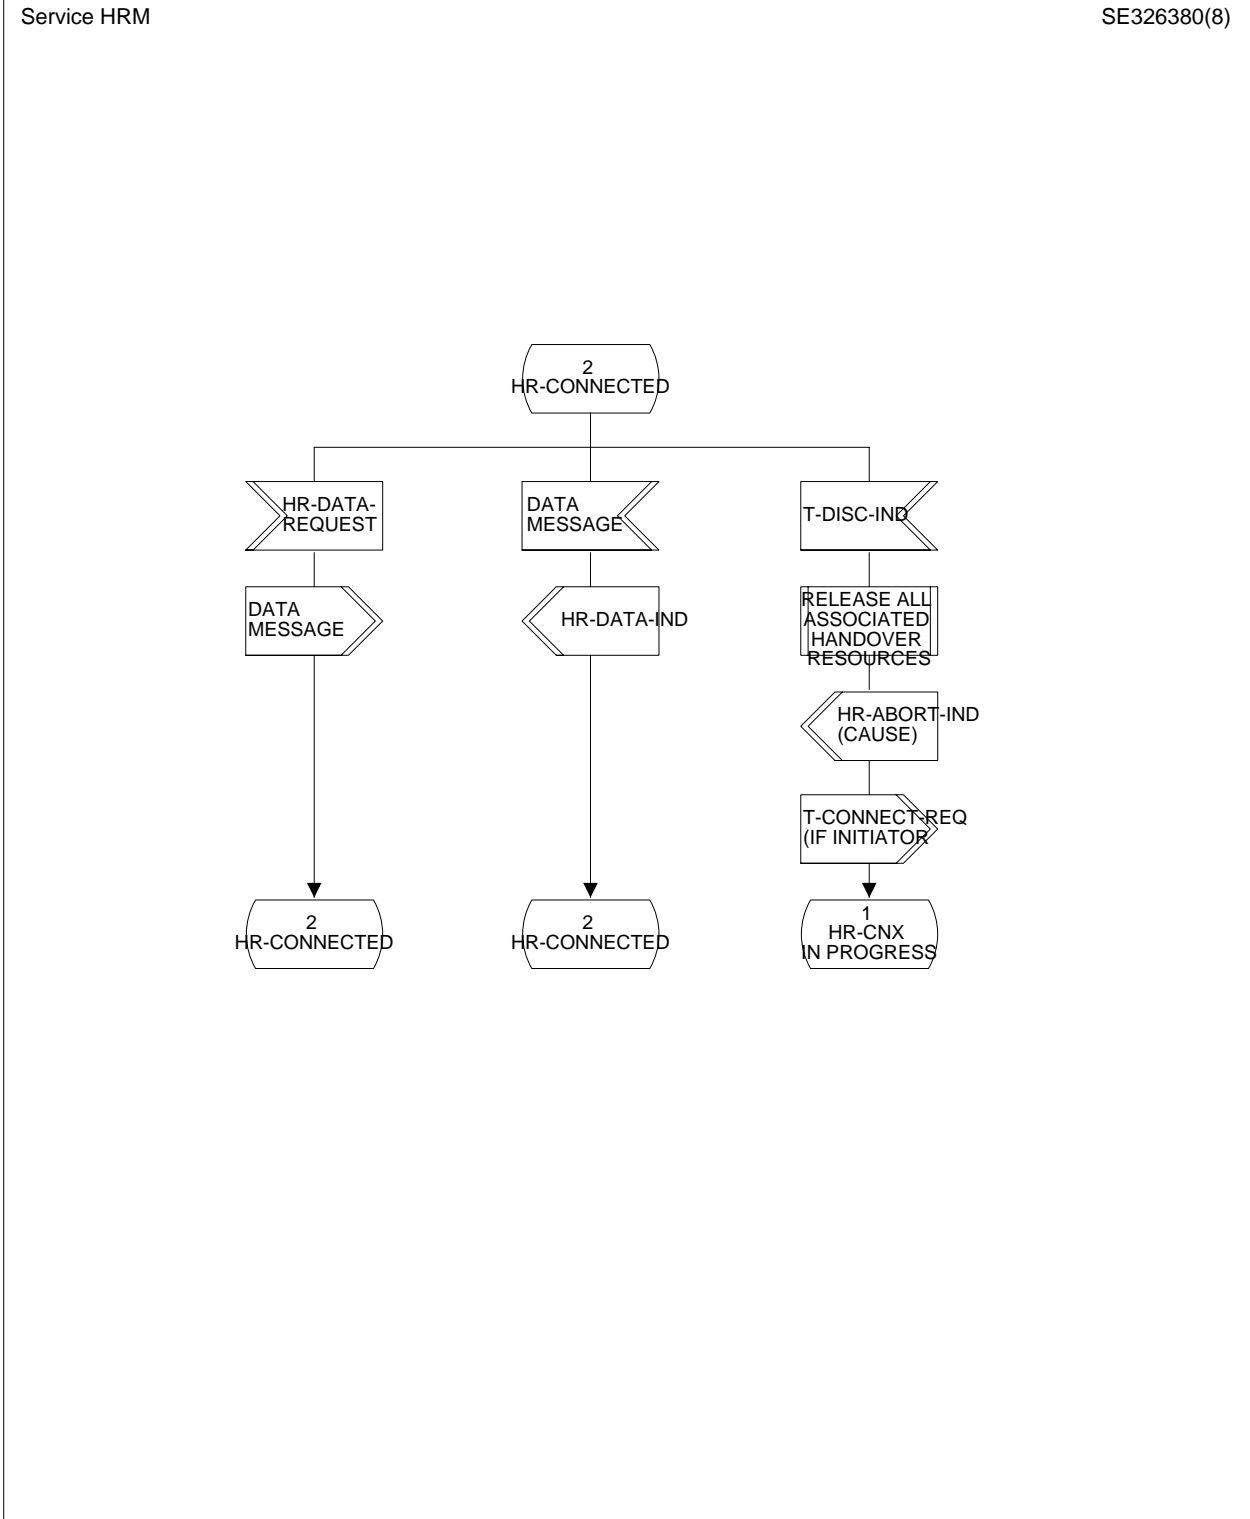 Service HRM
SE326380(8)
2
HR-CONNECTED
HR-DATA-
REQUEST
DATA
MESSAGE
2
HR-CONNECTED
DATA
MESSAGE
HR-DATA-IND
2
HR-CONNECTED
T-DISC-IND
RELEASE ALL
ASSOCIATED
HANDOVER
RESOURCES
HR-ABORT-IND
(CAUSE)
T-CONNECT-REQ
(IF INITIATOR
1
HR-CNX
IN PROGRESS